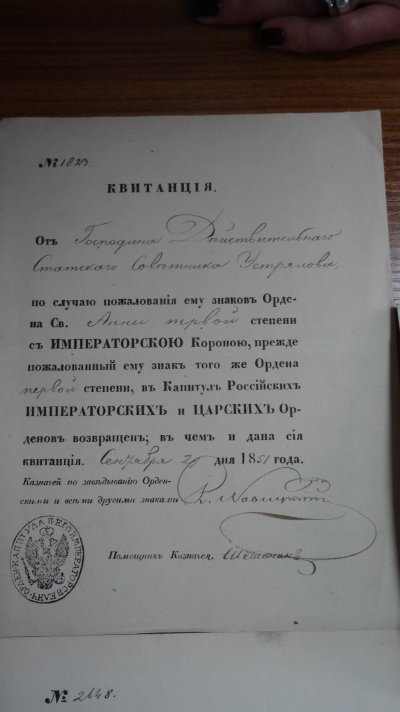 № 1823.
КВИТАНЦІЯ.
Отъ Господина Дѣйствительнаго
Статскаго Совѣтника Устрялова,
по случаю пожалованія ему знаковъ Орде-
на Св. Анны первой степени
съ ИМПЕРАТОРСКОЮ Короною, прежде
пожалованный ему знакъ того же Ордена
первой степени, въ Капитулъ Россійскихъ
ИМПЕРАТОРСКИХЪ и ЦАРСКИХЪ Ор-
деновъ возвращенъ; въ чемъ и дана сія
квитанція. Сентября дня 1851 года.
Казначей по завѣдыванію Орден-
скими и всѣми другими знаками
Помощникъ Казначея,
№ 2648.